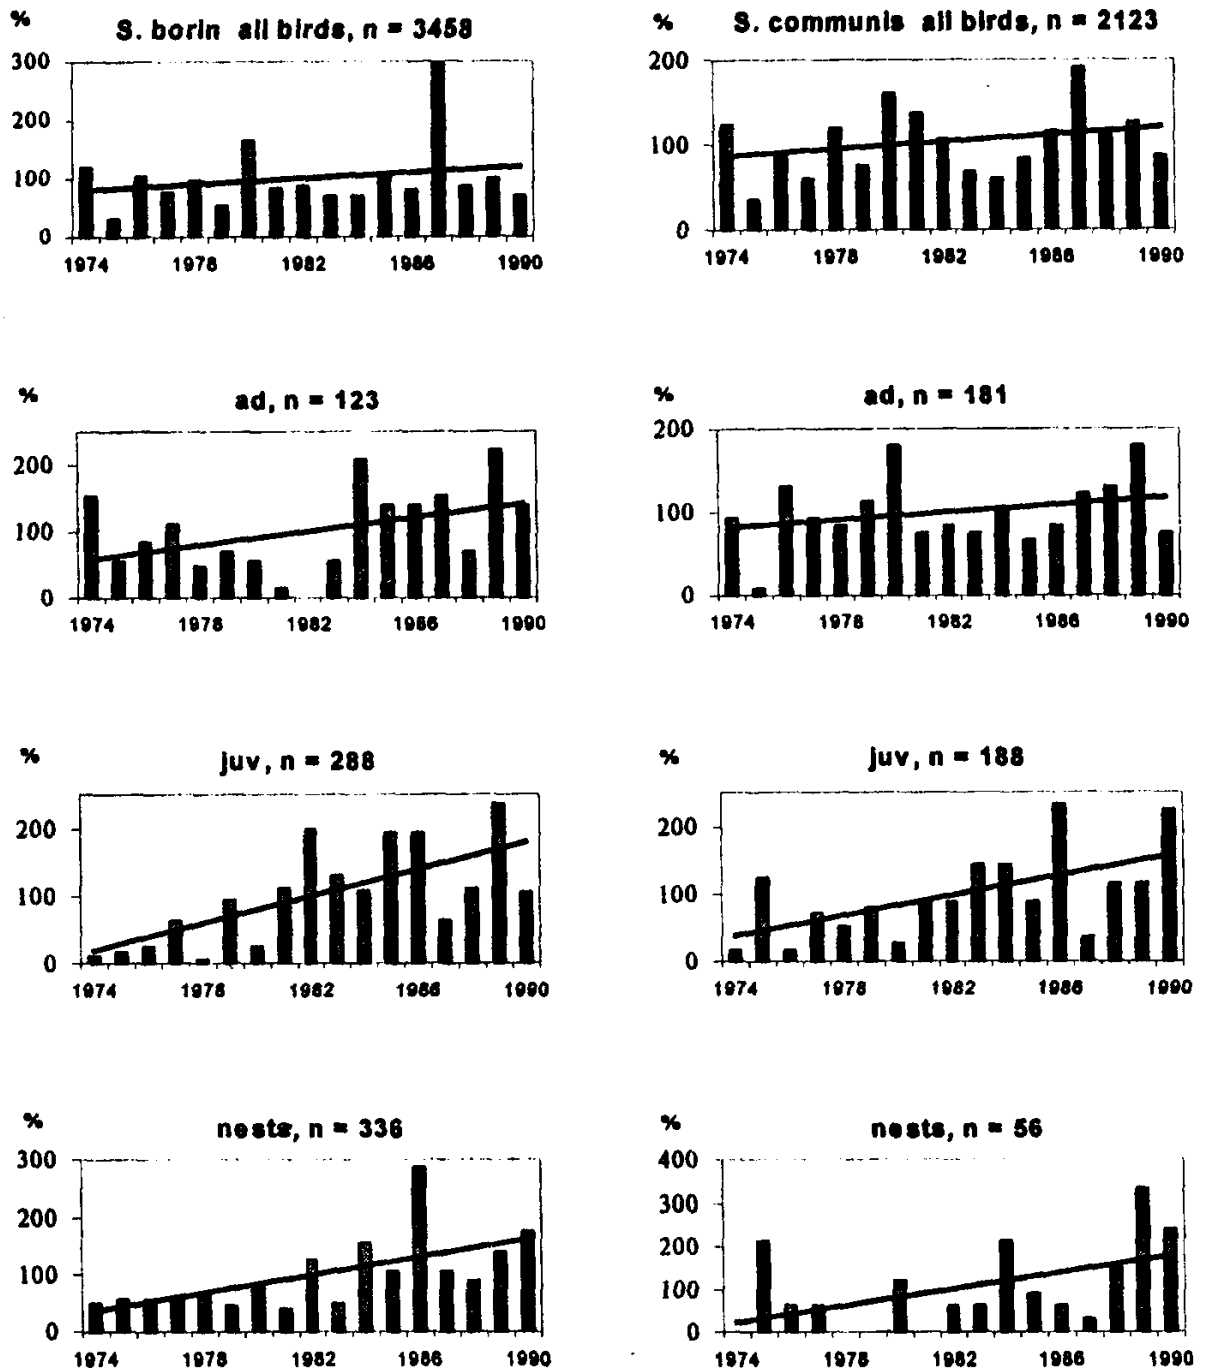 %
S. borin all birds, n = 3458
300
200
100
0
1974 1978 1982 1986 1990
%
S. communis all birds, n = 2123
200
100
0
1974 1978 1982 1986 1990
%
ad, n = 123
200
100
0
1974 1978 1982 1986 1990
%
ad, n = 181
200
100
0
1974 1978 1982 1986 1990
%
juv, n = 288
200
100
0
1974 1978 1982 1986 1990
%
juv, n = 188
200
100
0
1974 1978 1982 1986 1990
%
nests, n = 336
300
200
100
0
1974 1978 1982 1986 1990
%
nests, n = 56
400
300
200
100
0
1974 1978 1982 1986 1990